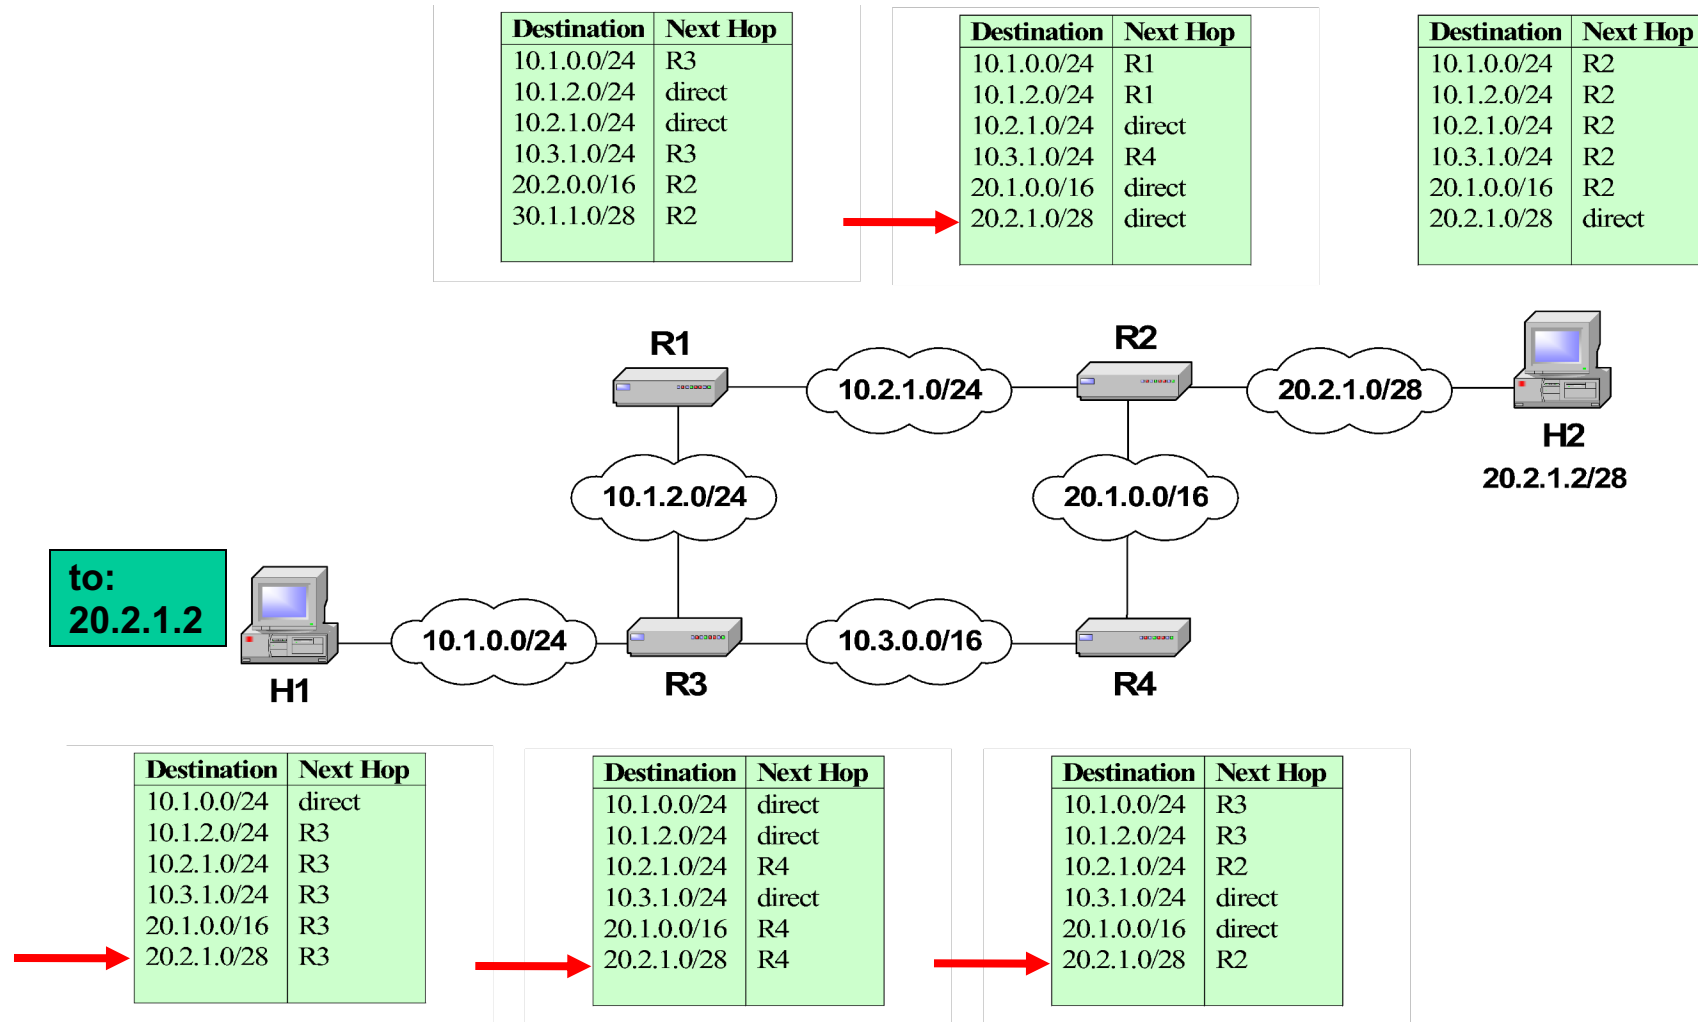 Destination Next Hop
10.1.0.0/24 R3
10.1.2.0/24 direct
10.2.1.0/24 direct
10.3.1.0/24 R3
20.2.0.0/16 R2
30.1.1.0/28 R2
Destination Next Hop
10.1.0.0/24 R1
10.1.2.0/24 R1
10.2.1.0/24 direct
10.3.1.0/24 R4
20.1.0.0/16 direct
20.2.1.0/28 direct
Destination Next Hop
10.1.0.0/24 R2
10.1.2.0/24 R2
10.2.1.0/24 R2
10.3.1.0/24 R2
20.1.0.0/16 R2
20.2.1.0/28 direct
R1
10.2.1.0/24
R2
20.2.1.0/28
H2
20.2.1.2/28
10.1.2.0/24
20.1.0.0/16
to:
20.2.1.2
H1
10.1.0.0/24
R3
10.3.0.0/16
R4
Destination Next Hop
10.1.0.0/24 direct
10.1.2.0/24 R3
10.2.1.0/24 R3
10.3.1.0/24 R3
20.1.0.0/16 R3
20.2.1.0/28 R3
Destination Next Hop
10.1.0.0/24 direct
10.1.2.0/24 direct
10.2.1.0/24 R4
10.3.1.0/24 direct
20.1.0.0/16 R4
20.2.1.0/28 R4
Destination Next Hop
10.1.0.0/24 R3
10.1.2.0/24 R3
10.2.1.0/24 R2
10.3.1.0/24 direct
20.1.0.0/16 direct
20.2.1.0/28 R2